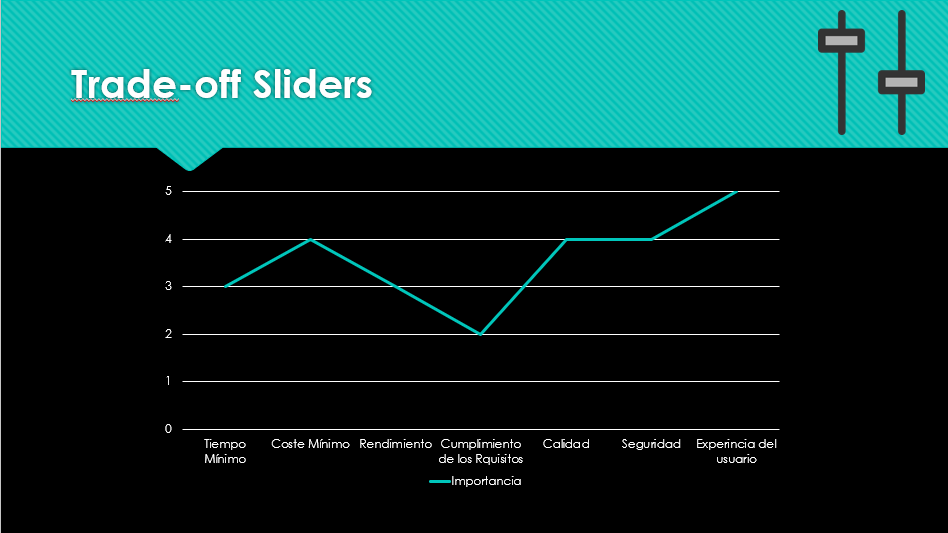 Trade-off Sliders
5
4
3
2
1
0
Tiempo Mínimo
Coste Mínimo
Rendimiento
Cumplimiento de los Rquisitos
Calidad
Seguridad
Experincia del usuario
Importancia